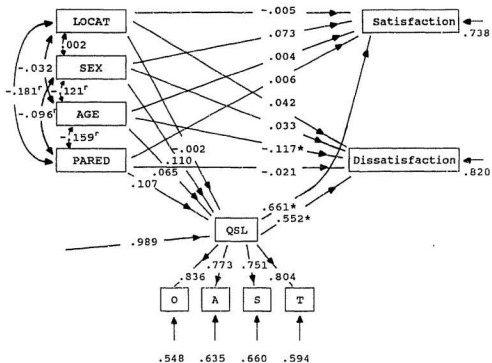 LOCAT
-.005
Satisfaction
.738
.073
.002
.004
-.032
SEX
.006
-.181r
-.121r
.042
-.096r
AGE
.033
-.159r
-.002
-.117*
PARED
.110
-.021
Dissatisfaction
.820
.065
.107
.661*
.552*
QSL
.989
.836
.773
.751
.804
O
A
S
T
.548
.635
.660
.594